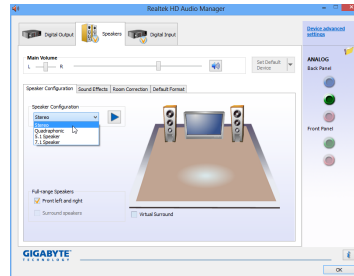 Realtek HD Audio Manager
Digital Output
Speakers
Digital Input
Device advanced settings
Main Volume
L
R
Set Default Device
ANALOG
Back Panel
Speaker Configuration
Sound Effects
Room Correction
Default Format
Speaker Configuration
Stereo
Stereo
Quadraphonic
5.1 Speaker
7.1 Speaker
Front Panel
Full-range Speakers
Front left and right
Surround speakers
Virtual Surround
GIGABYTE
TECHNOLOGY
OK